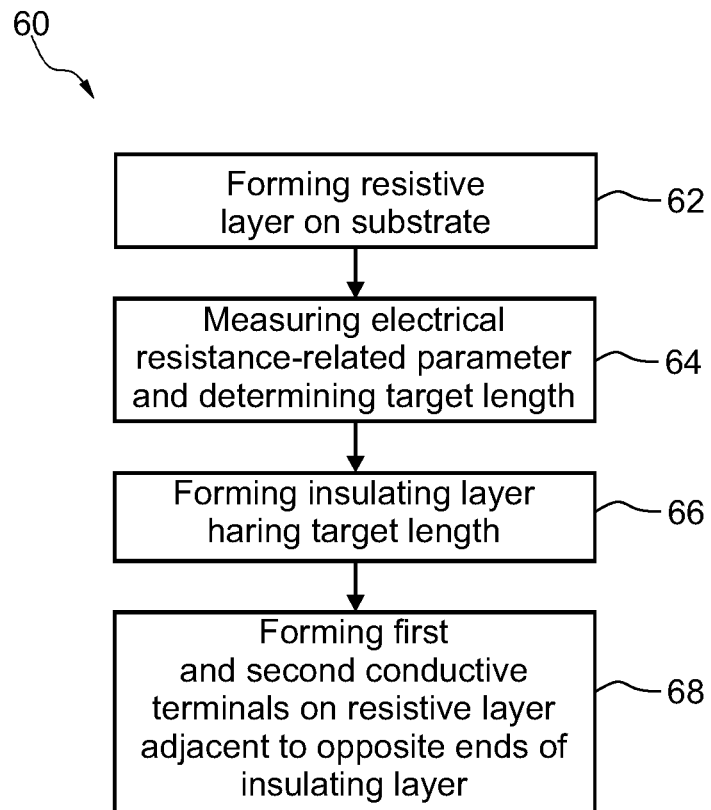 60
Forming resistive
layer on substrate
62
Measuring electrical
resistance-related parameter
and determining target length
64
Forming insulating layer
haring target length
66
Forming first
and second conductive
terminals on resistive layer
adjacent to opposite ends of
insulating layer
68